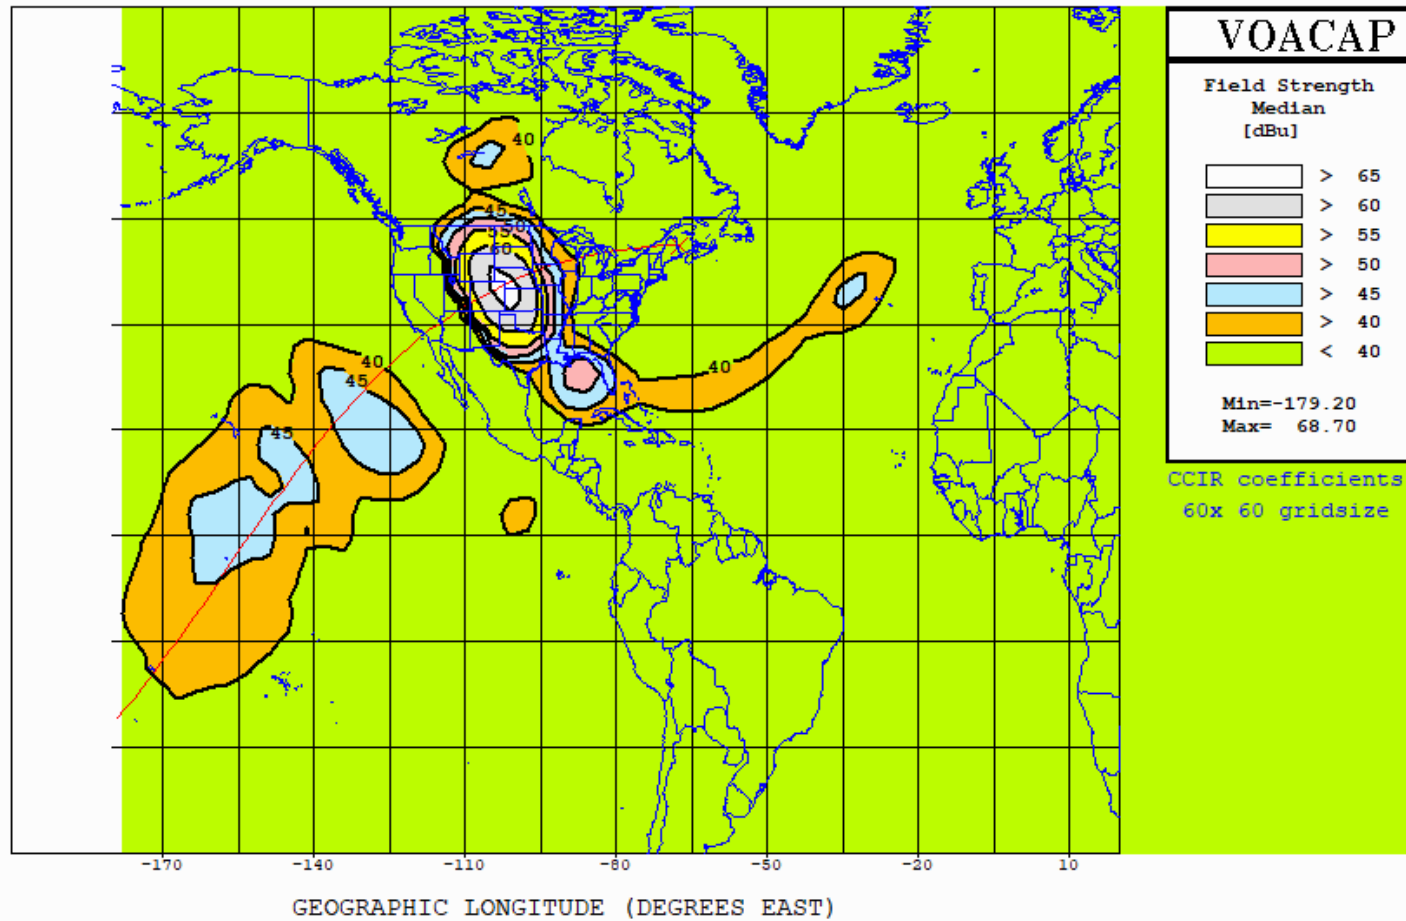 VOACAP
Field Strength
Median
[dBu]
> 65
> 60
> 55
> 50
> 45
> 40
< 40
Min=-179.20
Max= 68.70
CCIR coefficients
60x 60 gridsize
40
45
50
55
60
40
45
45
40
-170
-140
-110
-80
-50
-20
10
GEOGRAPHIC LONGITUDE (DEGREES EAST)